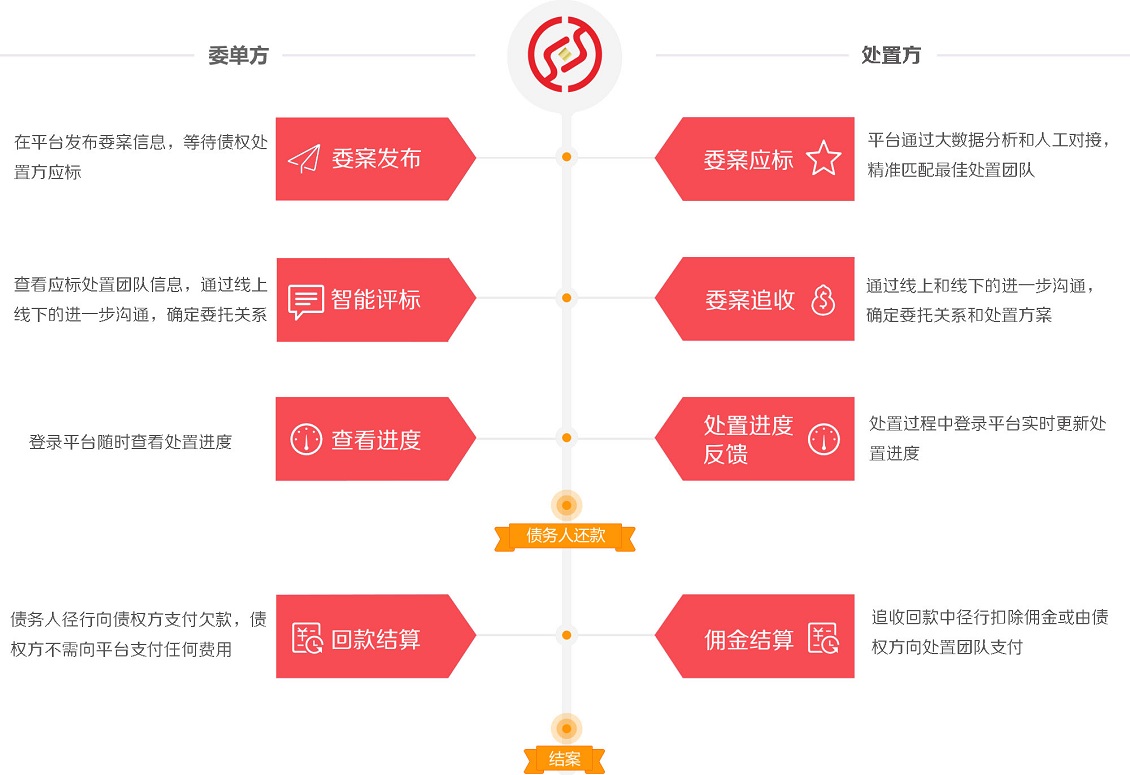 委单方
处置方
在平台发布委案信息，等待债权处
置方应标
委案发布
委案应标
平台通过大数据分析和人工对接，
精准匹配最佳处置团队
查看应标处置团队信息，通过线上
线下的进一步沟通，确定委托关系
智能评标
委案追收
通过线上和线下的进一步沟通，
确定委托关系和处置方案
登录平台随时查看处置进度
查看进度
处置进度
反馈
处置过程中登录平台实时更新处
置进度
债务人还款
债务人径行向债权方支付欠款，债
权方不需向平台支付任何费用
回款结算
佣金结算
追收回款中径行扣除佣金或由债
权方向处置团队支付
结案